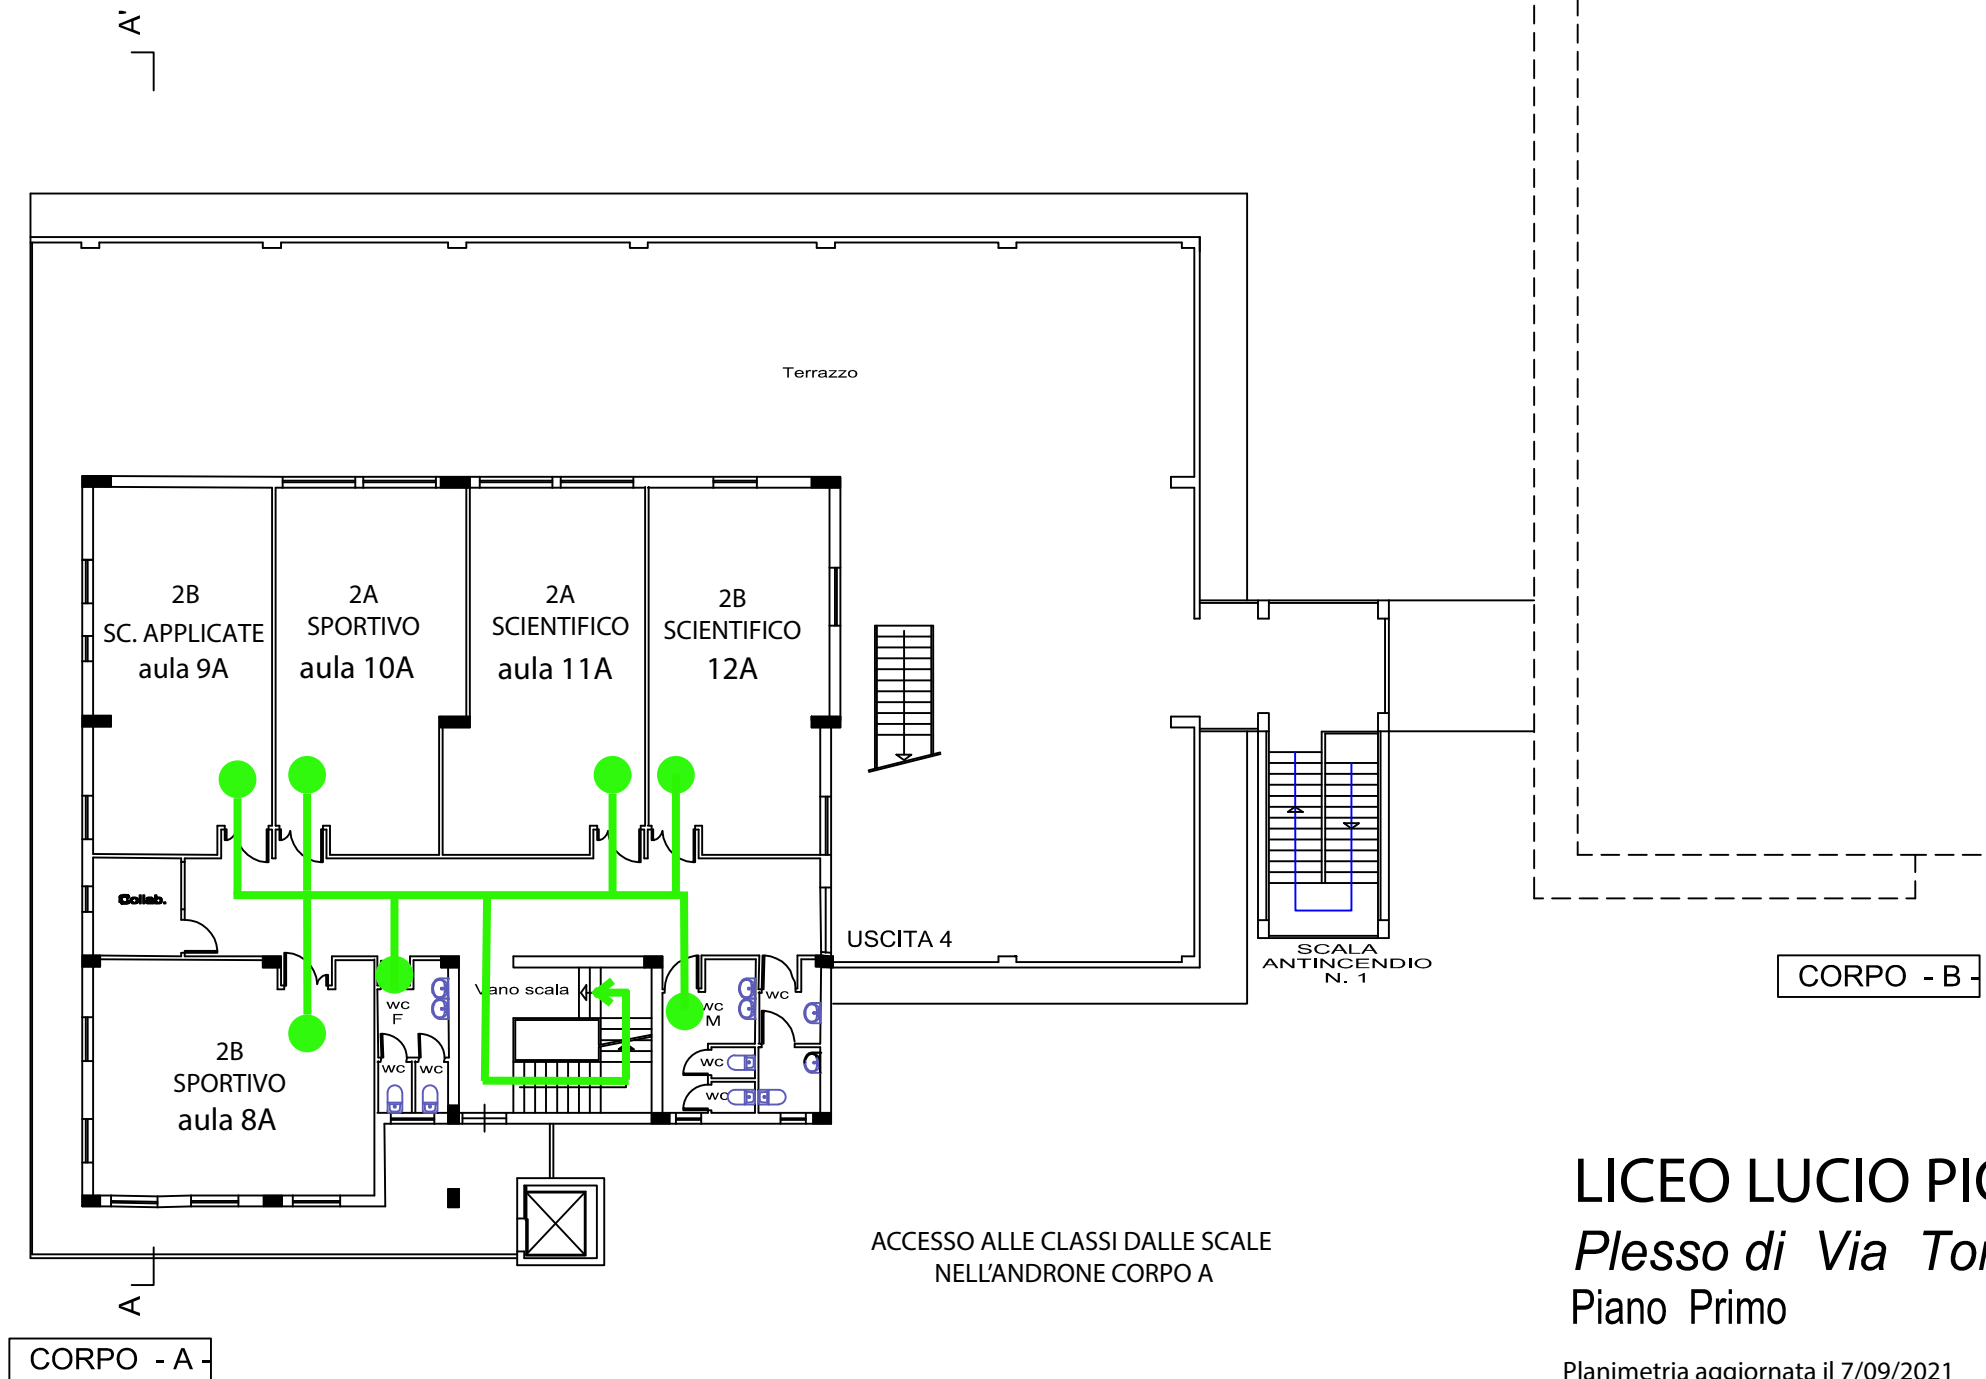 A'
Terrazzo
2B
SC. APPLICATE
aula 9A
2A
SPORTIVO
aula 10A
2A
SCIENTIFICO
aula 11A
2B
SCIENTIFICO
12A
Collab.
USCITA 4
SCALA
ANTINCENDIO
N. 1
CORPO - B -
Vano scala
wc
F
wc
wc
wc
M
wc
wc
wc
2B
SPORTIVO
aula 8A
ACCESSO ALLE CLASSI DALLE SCALE
NELL'ANDRONE CORPO A
LICEO LUCIO
Plesso di Via
Piano Primo
Planimetria aggiornata il 7/09/2021
A
CORPO - A -